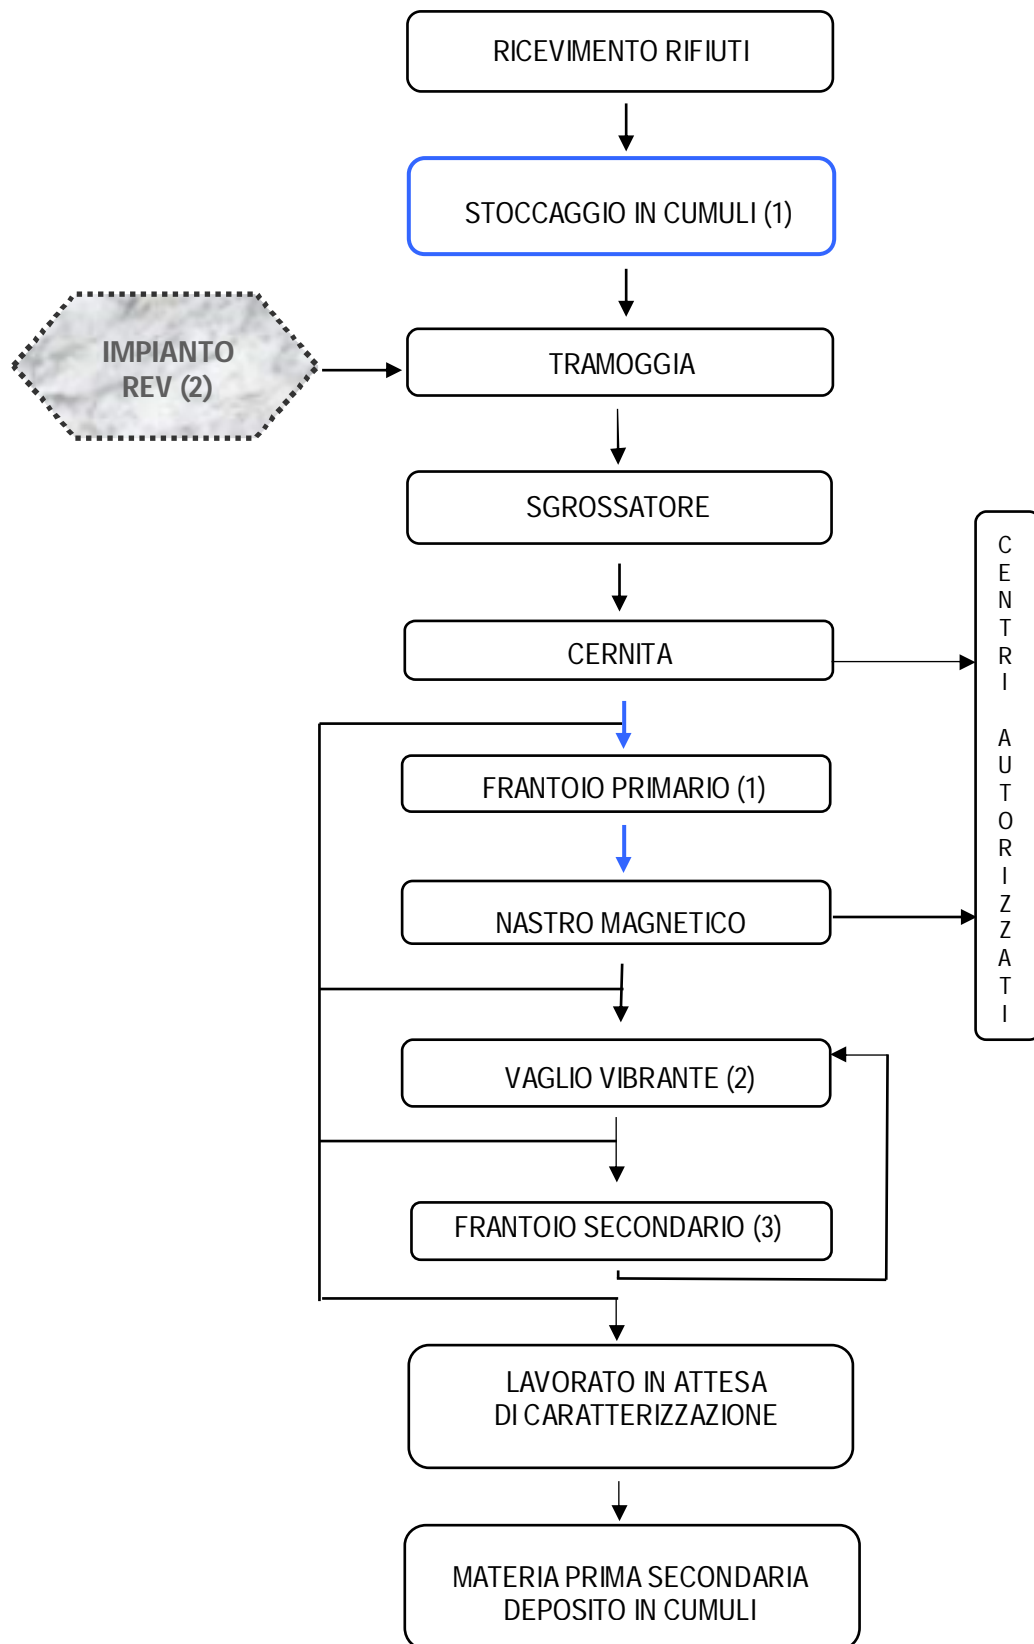 RICEVIMENTO RIFIUTI
STOCCAGGIO IN CUMULI (1)
IMPIANTO
REV (2)
TRAMOGGIA
SGROSSATORE
CERNITA
CENTRI AUTORIZZATI
FRANTOIO PRIMARIO (1)
NASTRO MAGNETICO
VAGLIO VIBRANTE (2)
FRANTOIO SECONDARIO (3)
LAVORATO IN ATTESA
DI CARATTERIZZAZIONE
MATERIA PRIMA SECONDARIA
DEPOSITO IN CUMULI